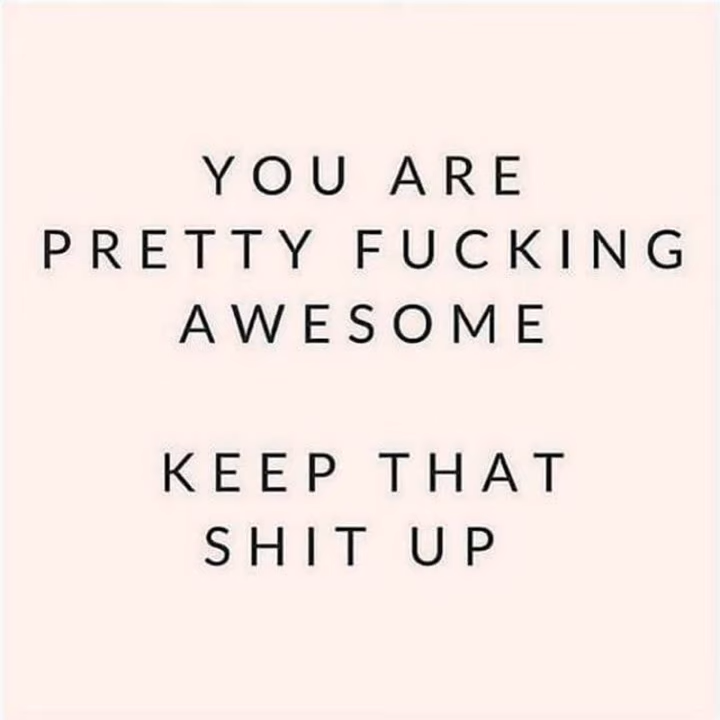 YOU ARE
PRETTY FUCKING
AWESOME
KEEP THAT
SHIT UP